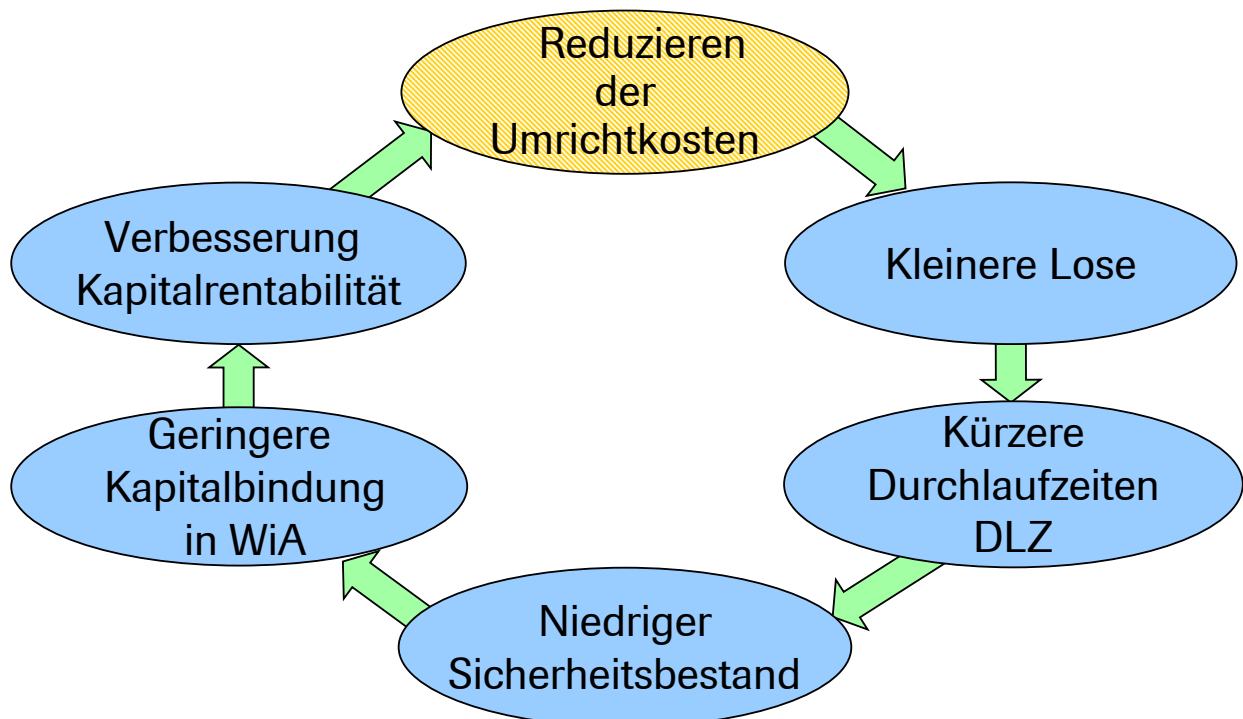 Reduzieren
der
Umrichtkosten
Kleinere Lose
Kürzere
Durchlaufzeiten
DLZ
Niedriger
Sicherheitsbestand
Geringere
Kapitalbindung
in WiA
Verbesserung
Kapitalrentabilität